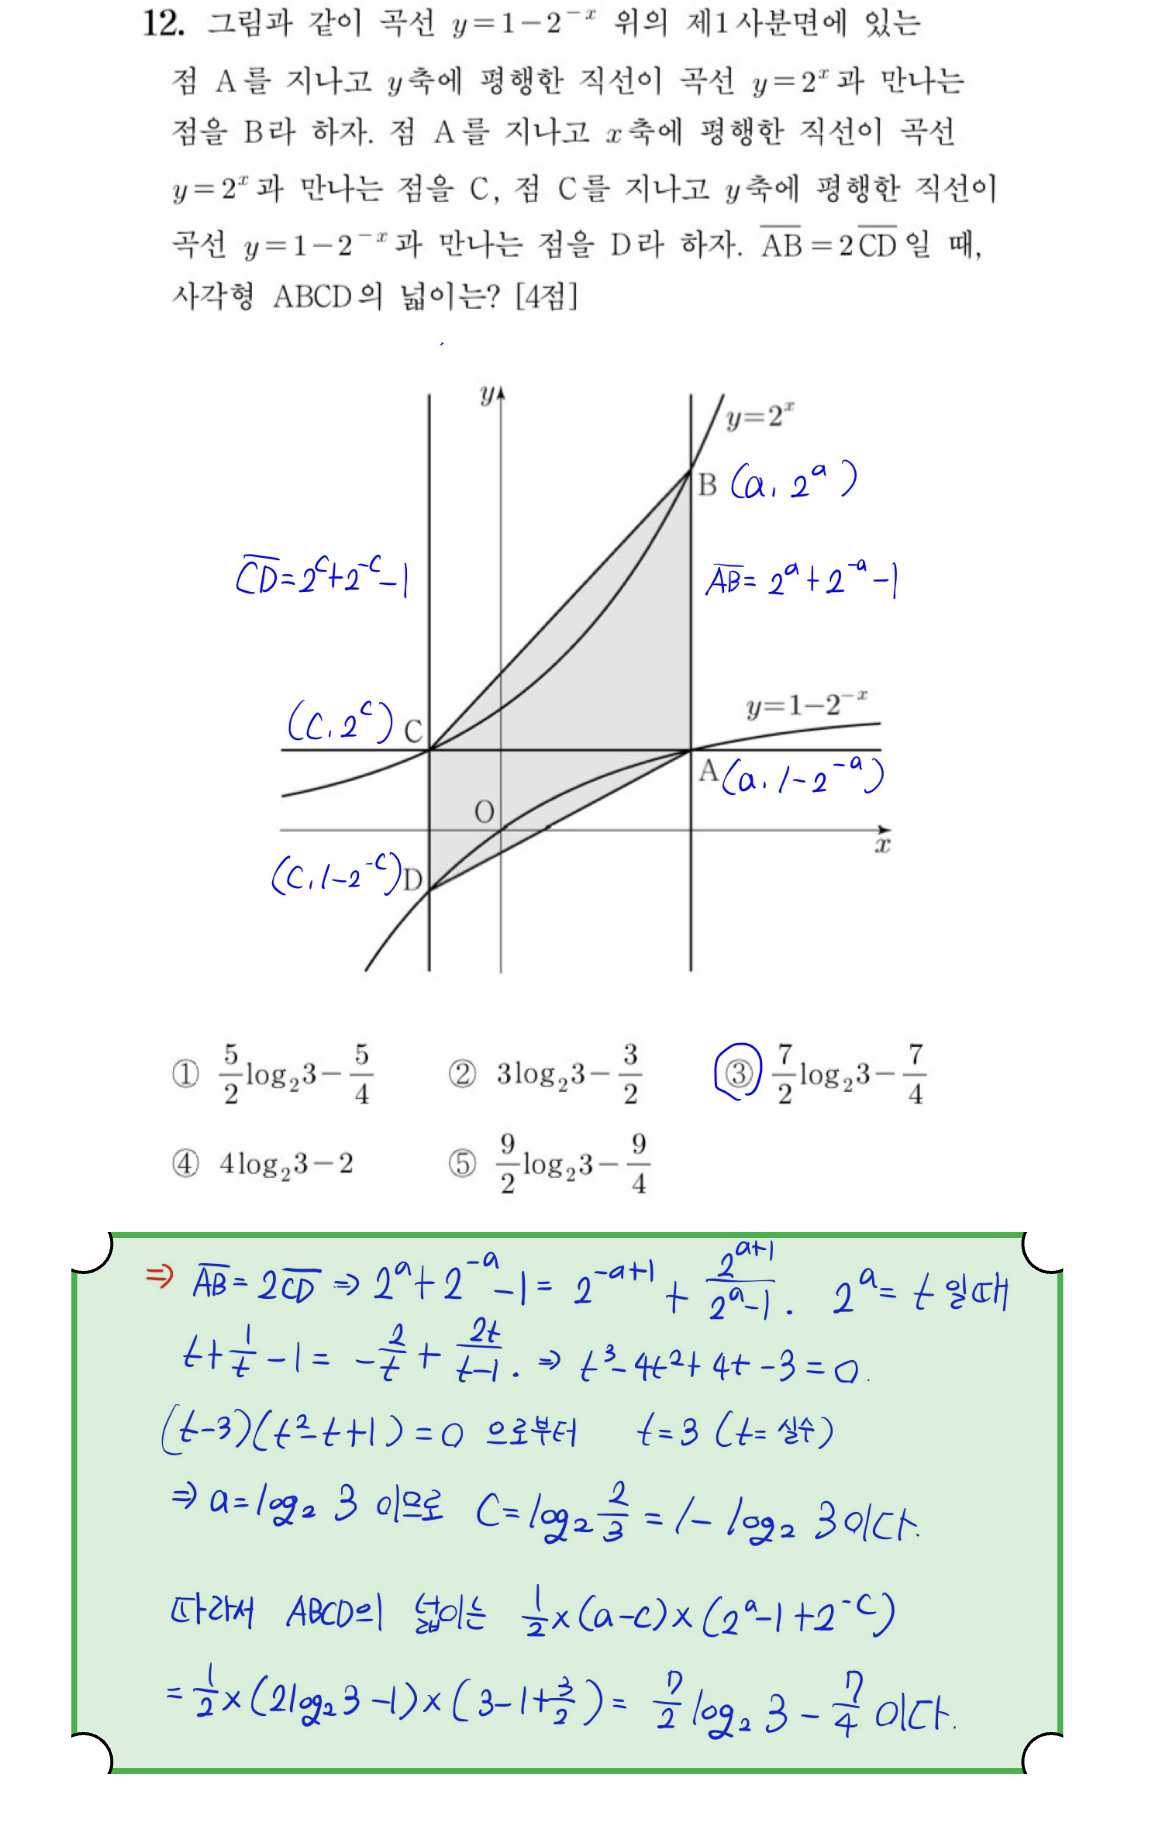 12. 그림과 같이 곡선 y=1-2^{-x} 위의 제1사분면에 있는
점 A를 지나고 y축에 평행한 직선이 곡선 y=2^x과 만나는
점을 B라 하자. 점 A를 지나고 x축에 평행한 직선이 곡선
y=2^x과 만나는 점을 C, 점 C를 지나고 y축에 평행한 직선이
곡선 y=1-2^{-x}과 만나는 점을 D라 하자. \overline{AB}=2\overline{CD}일 때,
사각형 ABCD의 넓이는? [4점]
y
y=2^x
B (a, 2^a)
\overline{CD}=2^c+2^{-c}-1
\overline{AB}=2^a+2^{-a}-1
y=1-2^{-x}
(c, 2^c) C
A (a, 1-2^{-a})
O
x
(c, 1-2^{-c}) D
① \frac{5}{2}log_2 3-\frac{5}{4} ② 3log_2 3-\frac{3}{2} ③ \frac{7}{2}log_2 3-\frac{7}{4}
④ 4log_2 3-2 ⑤ \frac{9}{2}log_2 3-\frac{9}{4}
⇒ \overline{AB}=2\overline{CD} ⇒ 2^a+2^{-a}-1=2^{-a+1}+\frac{2^{a+1}}{2^a-1}. 2^a=t 일때
t+\frac{1}{t}-1=-\frac{2}{t}+\frac{2t}{t-1}. ⇒ t^3-4t^2+4t-3=0.
(t-3)(t^2-t+1)=0 으로부터 t=3 (t=실수)
⇒ a=log_2 3 이므로 C=log_2 \frac{2}{3}=1-log_2 3이다.
따라서 ABCD의 넓이는 \frac{1}{2}×(a-c)×(2^a-1+2^{-c})
=\frac{1}{2}×(2log_2 3-1)×(3-1+\frac{3}{2})=\frac{7}{2}log_2 3-\frac{7}{4} 이다.